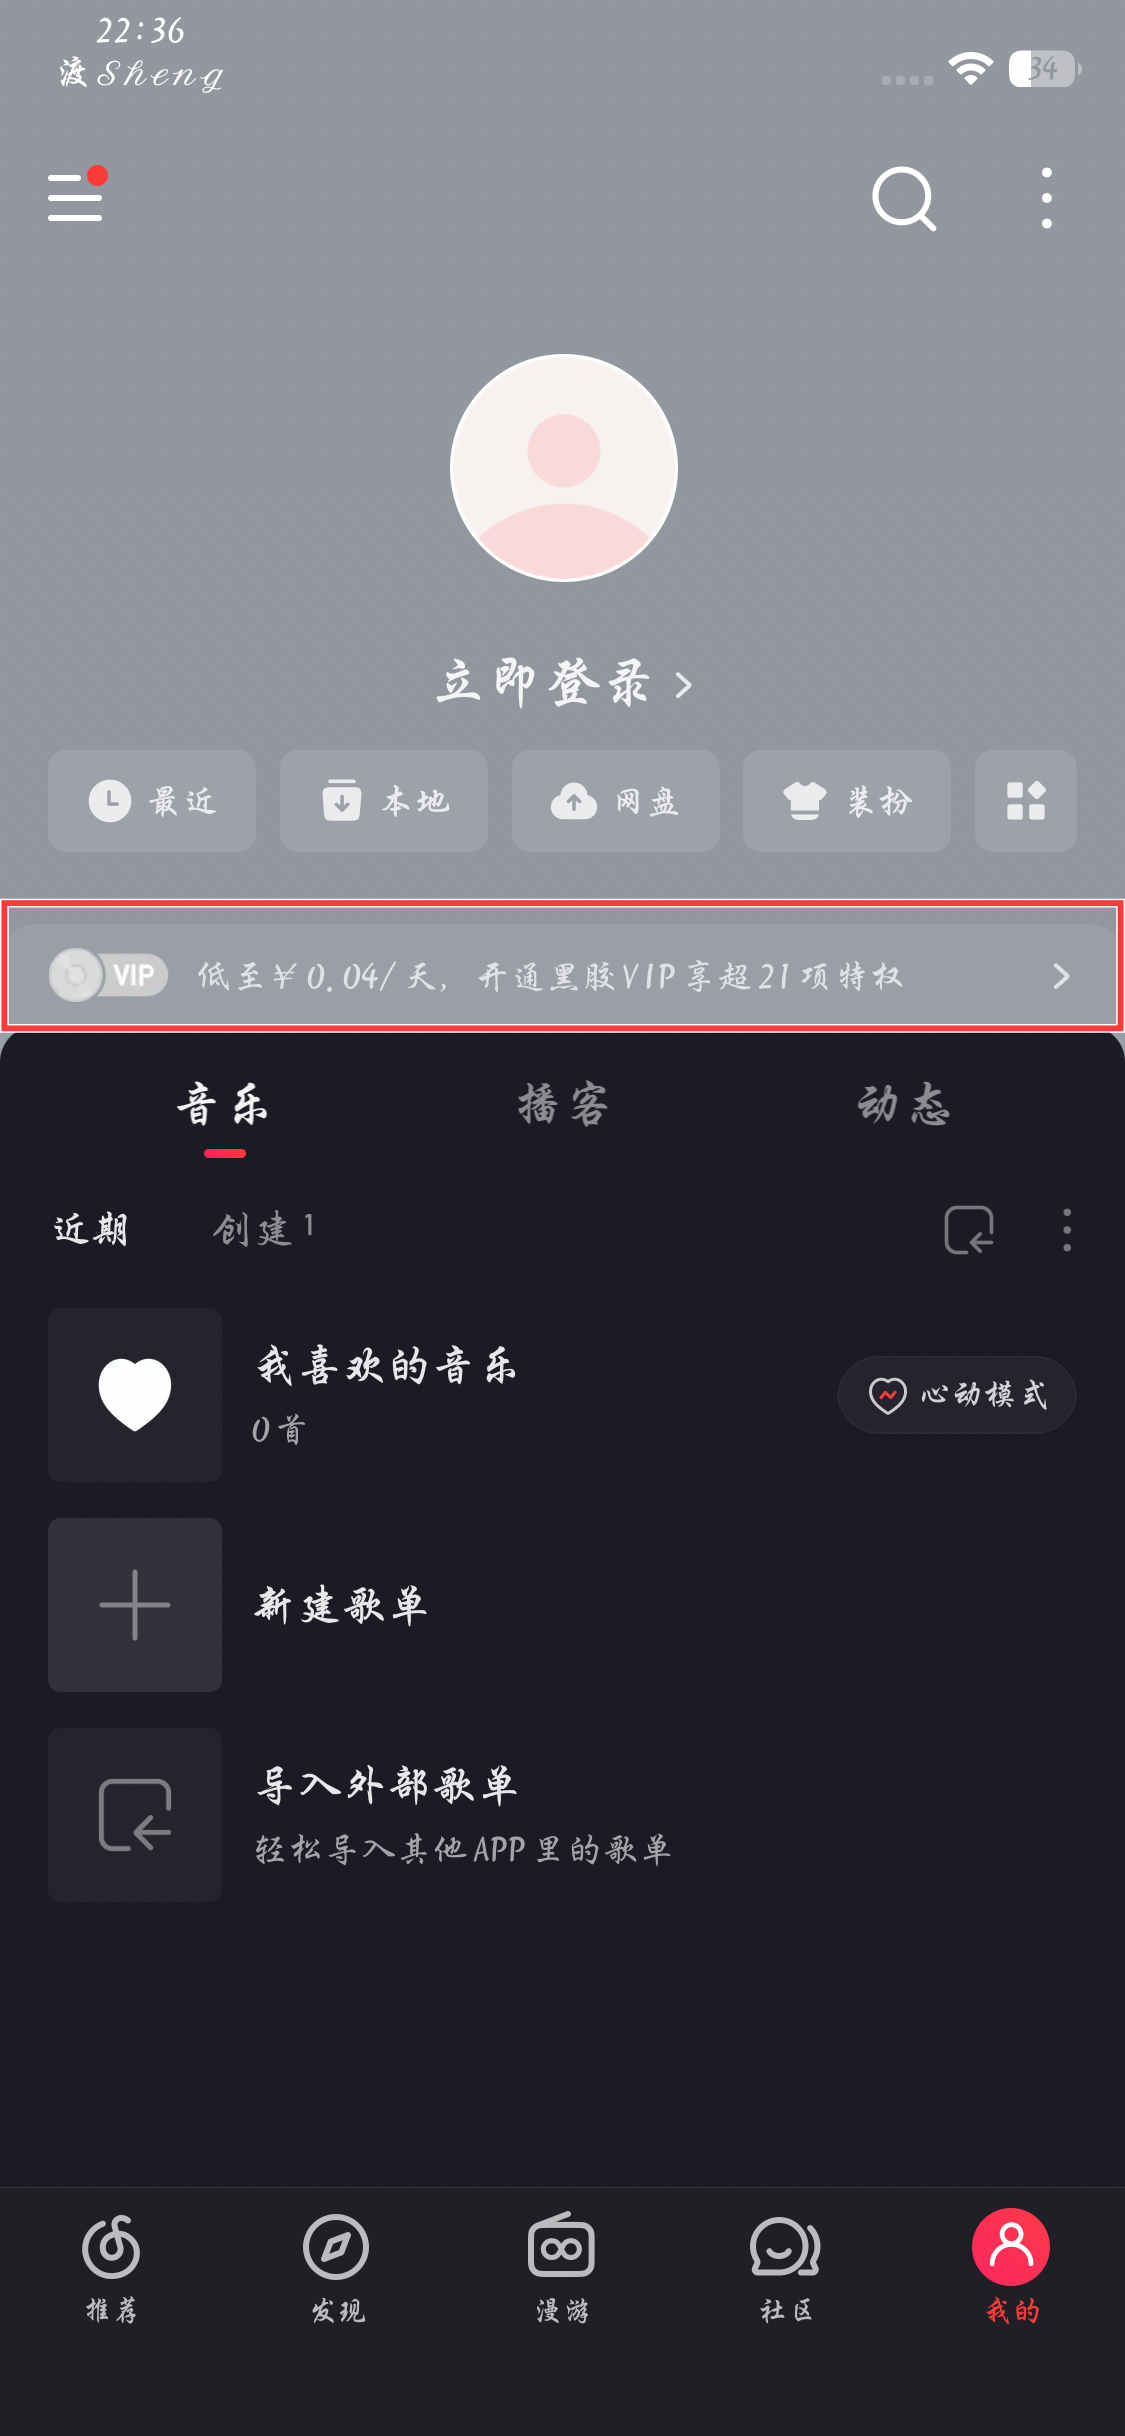 22:36
渡 Sheng
34
立即登录
最近
本地
网盘
装扮
VIP 低至￥0.04/天，开通黑胶VIP享超21项特权
音乐
播客
动态
近期
创建 1
我喜欢的音乐
0首
心动模式
新建歌单
导入外部歌单
轻松导入其他APP里的歌单
推荐
发现
漫游
社区
我的